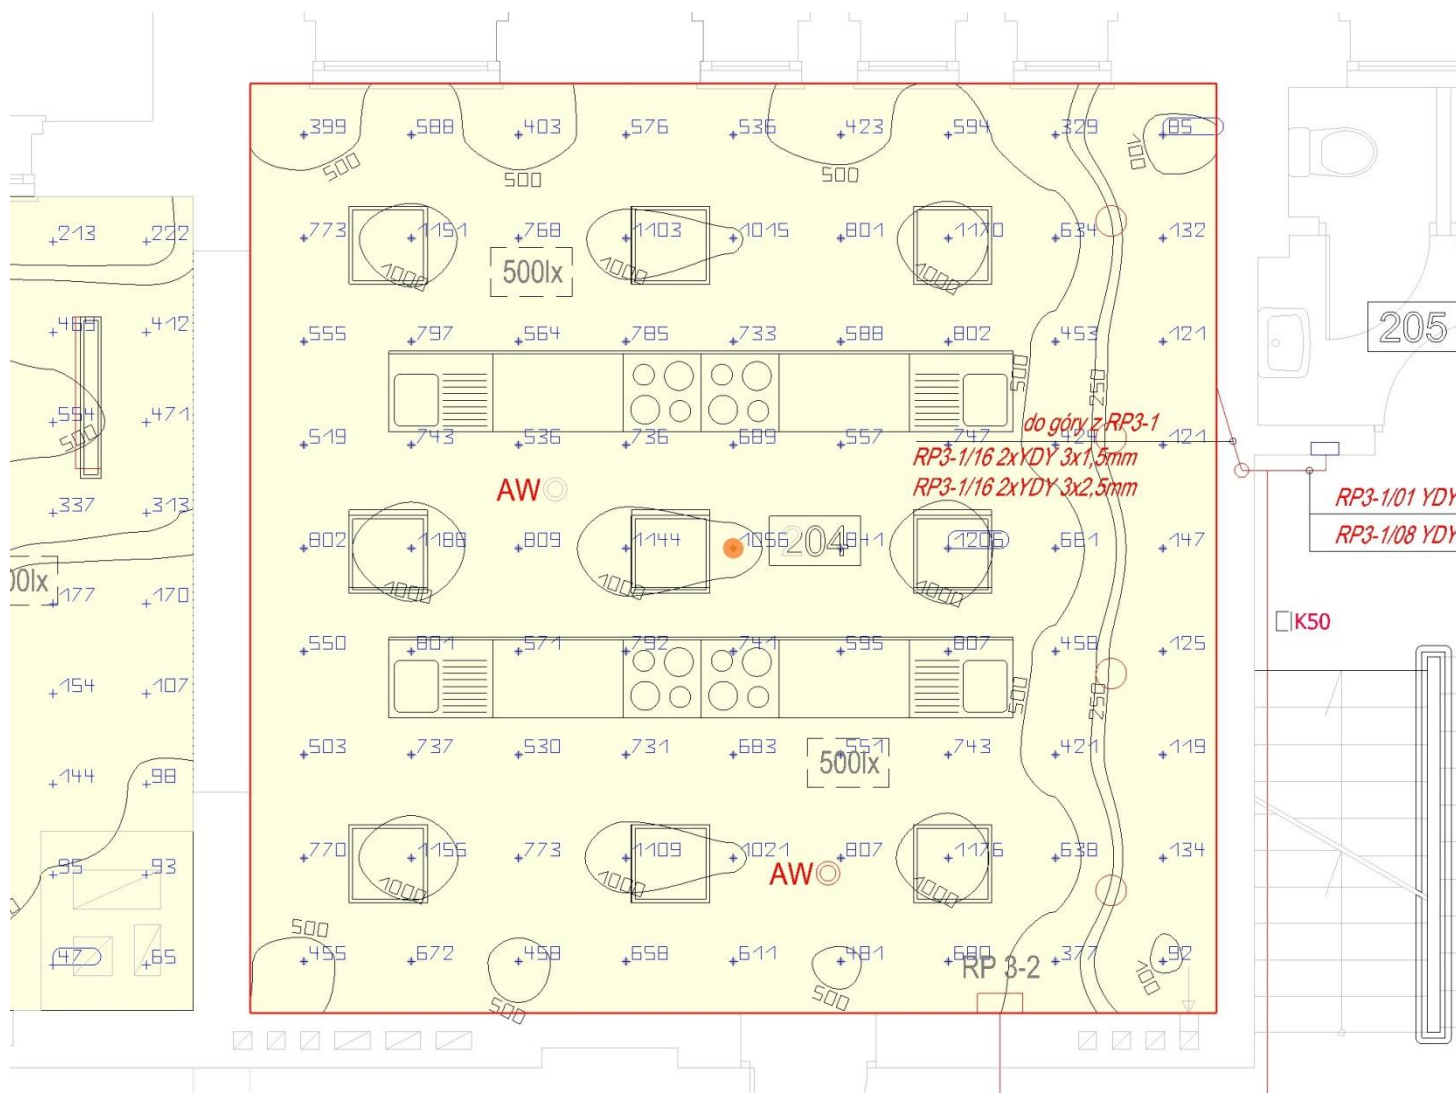 399 588 403 576 536 423 594 329 85
500 500 500 100
213 222
773 1151 768 1103 1015 801 1170 634 132
1000 500lx 1000 1000
465 412
555 797 564 785 733 588 802 453 121
205
500 250
554 471
500
do góry z RP3-1
519 743 536 736 689 557 747 429 121
RP3-1/16 2xYDY 3x1,5mm
RP3-1/16 2xYDY 3x2,5mm
AW
RP3-1/01 YDY
RP3-1/08 YDY
337 313
802 1188 809 1144 1056 204 841 1206 661 147
1000 1000 1000
00lx
177 170
K50
550 801 571 792 741 595 807 458 125
154 107
500 250
503 737 530 731 683 551 743 421 119
500lx
144 98
770 1155 773 1109 1021 807 1176 638 134
95 93
AW
1000 1000 1000
500
455 672 458 658 611 481 680 377 92
47 65
RP 3-2
500 500 100